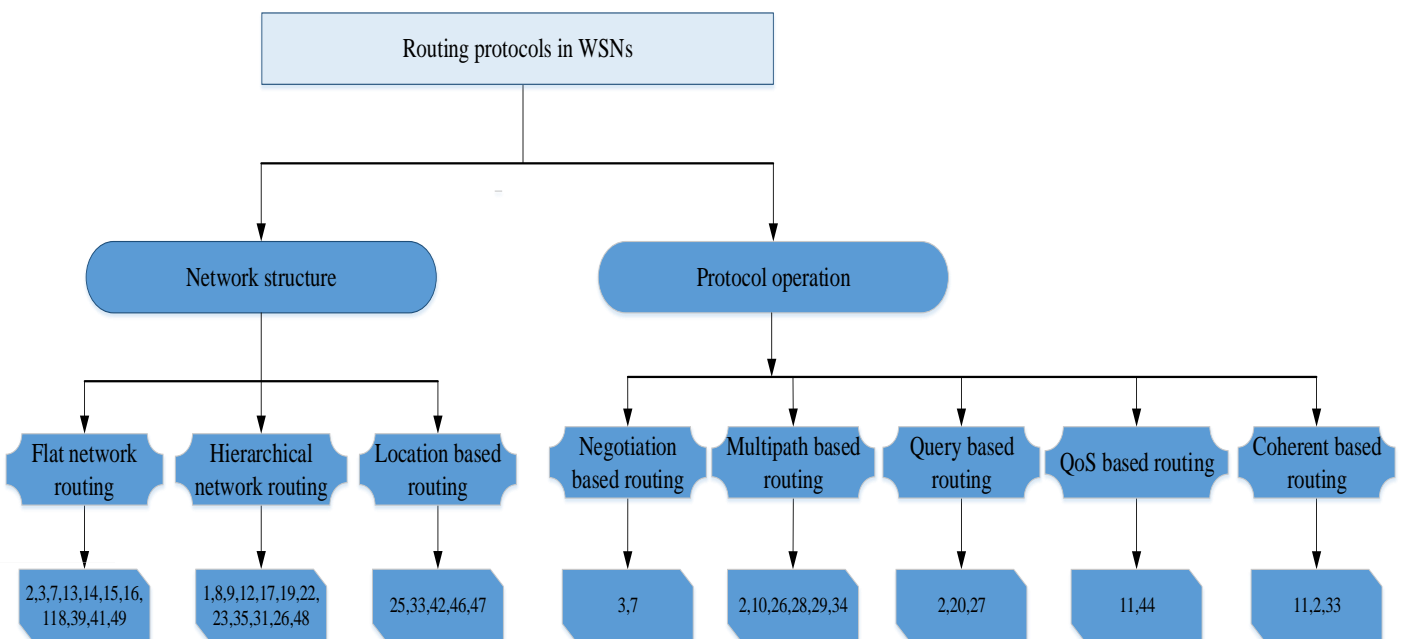 Routing protocols in WSNs
Network structure
Protocol operation
Flat network
routing
Hierarchical
network routing
Location based
routing
Negotiation
based routing
Multipath based
routing
Query based
routing
QoS based routing
Coherent based
routing
2,3,7,13,14,15,16,
118,39,41,49
1,8,9,12,17,19,22,
23,35,31,26,48
25,33,42,46,47
3,7
2,10,26,28,29,34
2,20,27
11,44
11,2,33